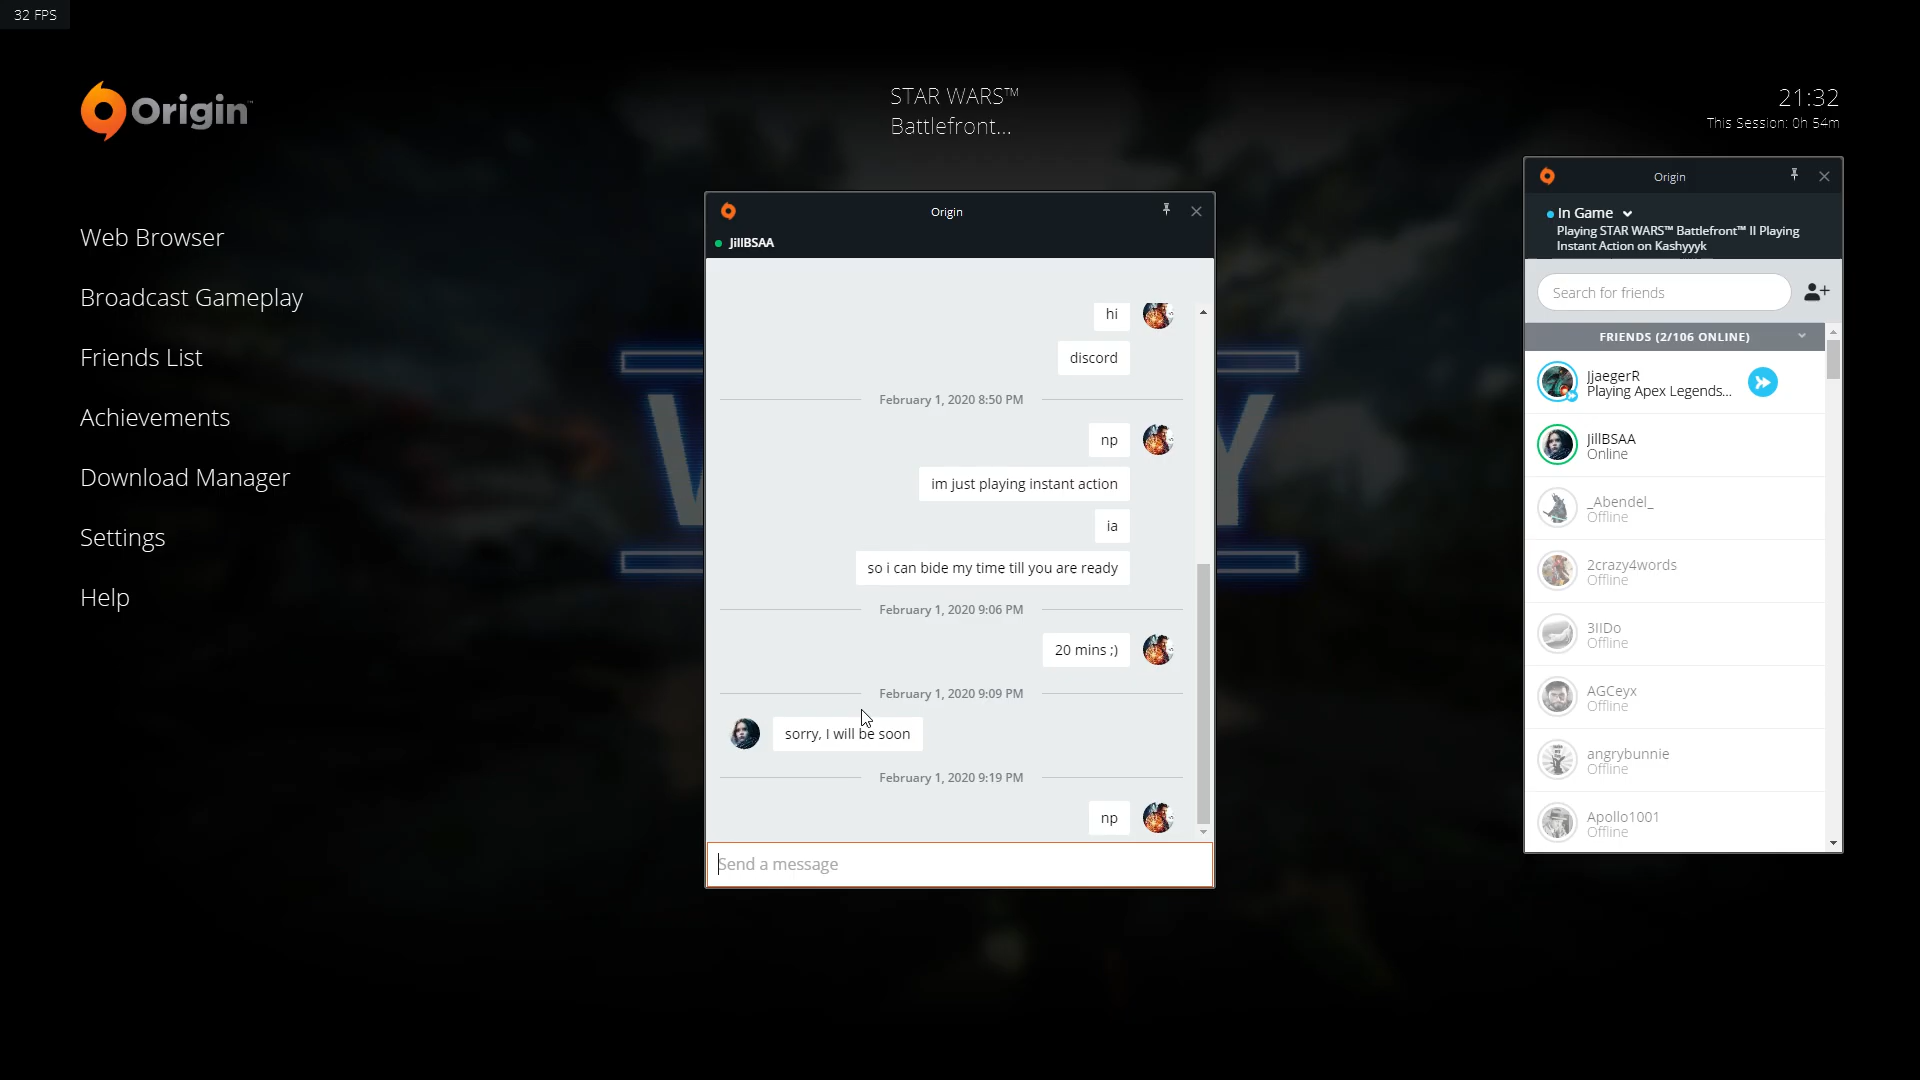 32 FPS
Origin
STAR WARS™
Battlefront...
21:32
This Session: 0h 54m
Web Browser
Broadcast Gameplay
Friends List
Achievements
Download Manager
Settings
Help
Origin
JillBSAA
hi
discord
February 1, 2020 8:50 PM
np
im just playing instant action
ia
so i can bide my time till you are ready
February 1, 2020 9:06 PM
20 mins ;)
February 1, 2020 9:09 PM
sorry, I will be soon
February 1, 2020 9:19 PM
np
Send a message
Origin
In Game
Playing STAR WARS™ Battlefront™ II Playing
Instant Action on Kashyyyk
Search for friends
FRIENDS (2/106 ONLINE)
JjaegerR
Playing Apex Legends...
JillBSAA
Online
_Abendel_
Offline
2crazy4words
Offline
Offline
AGCeyx
Offline
angrybunnie
Offline
Apollo1001
Offline